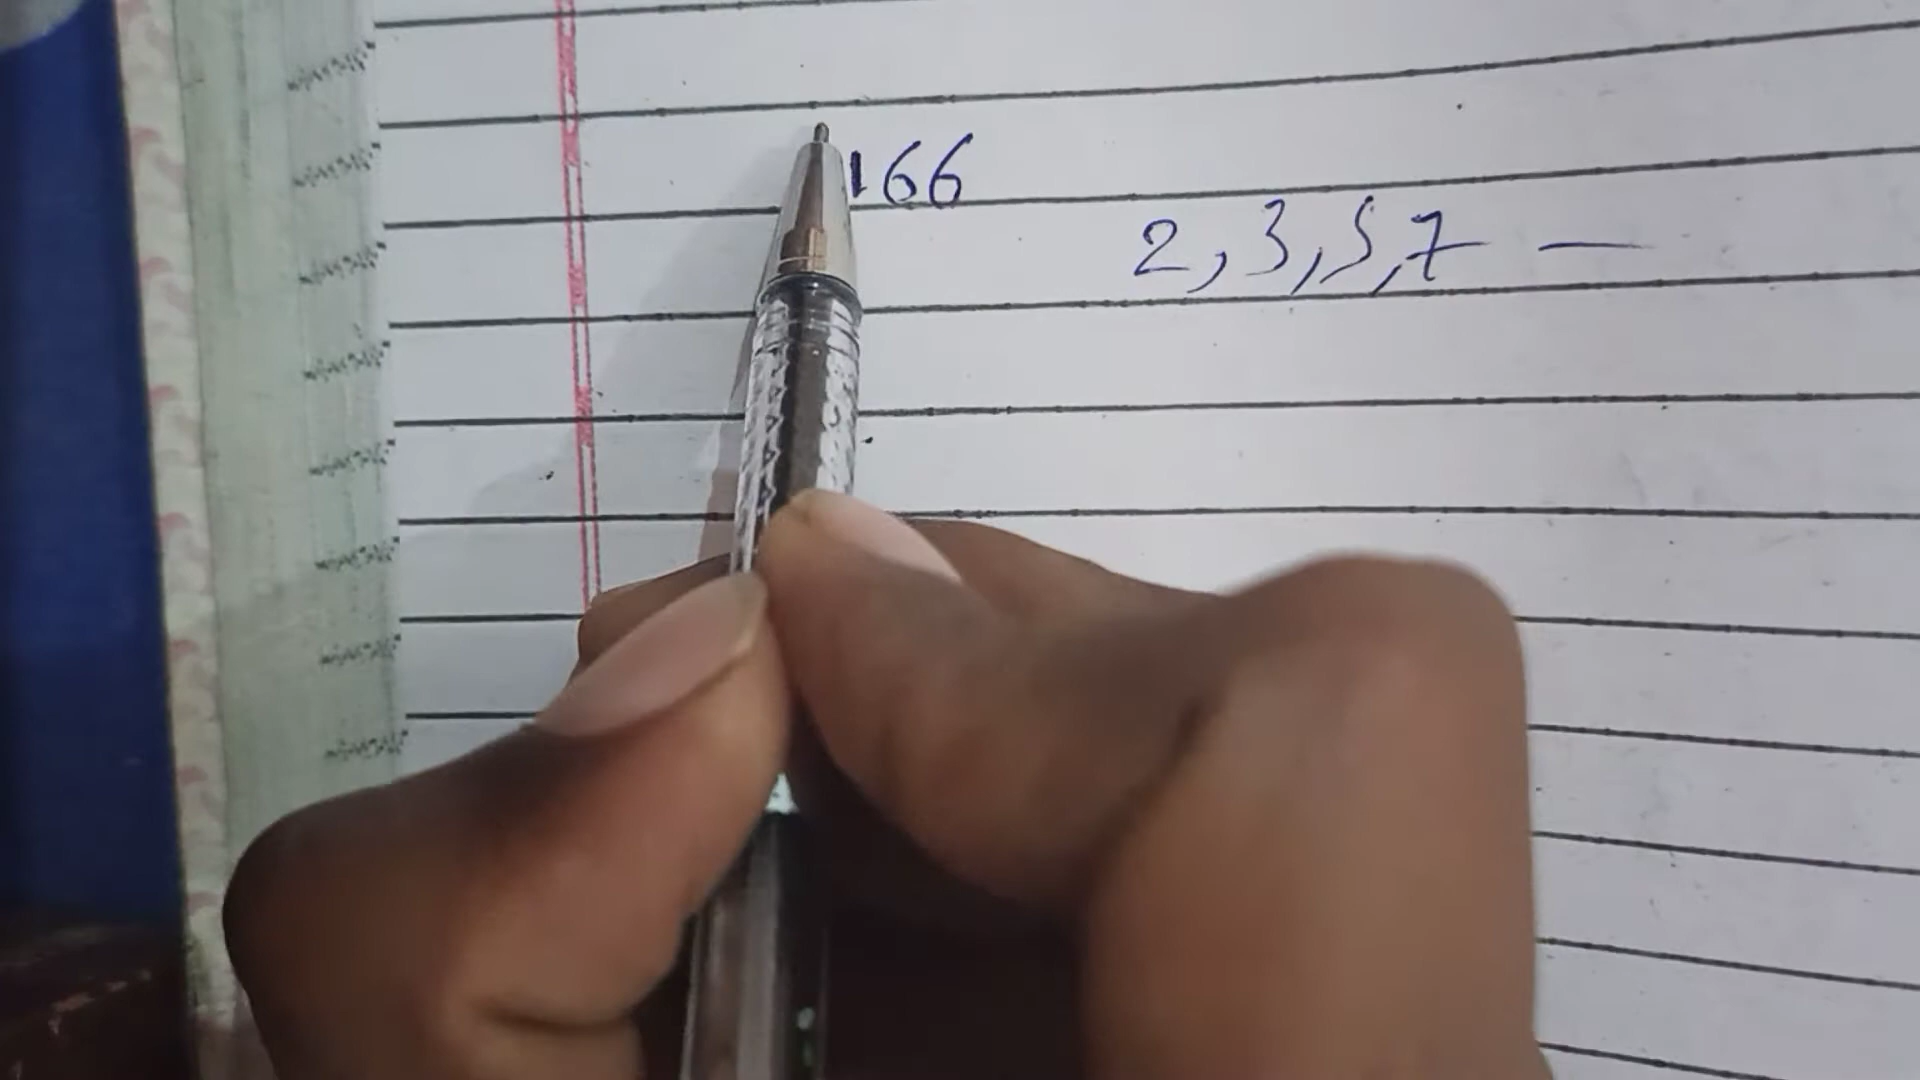 166
2, 3, 5, 7 —